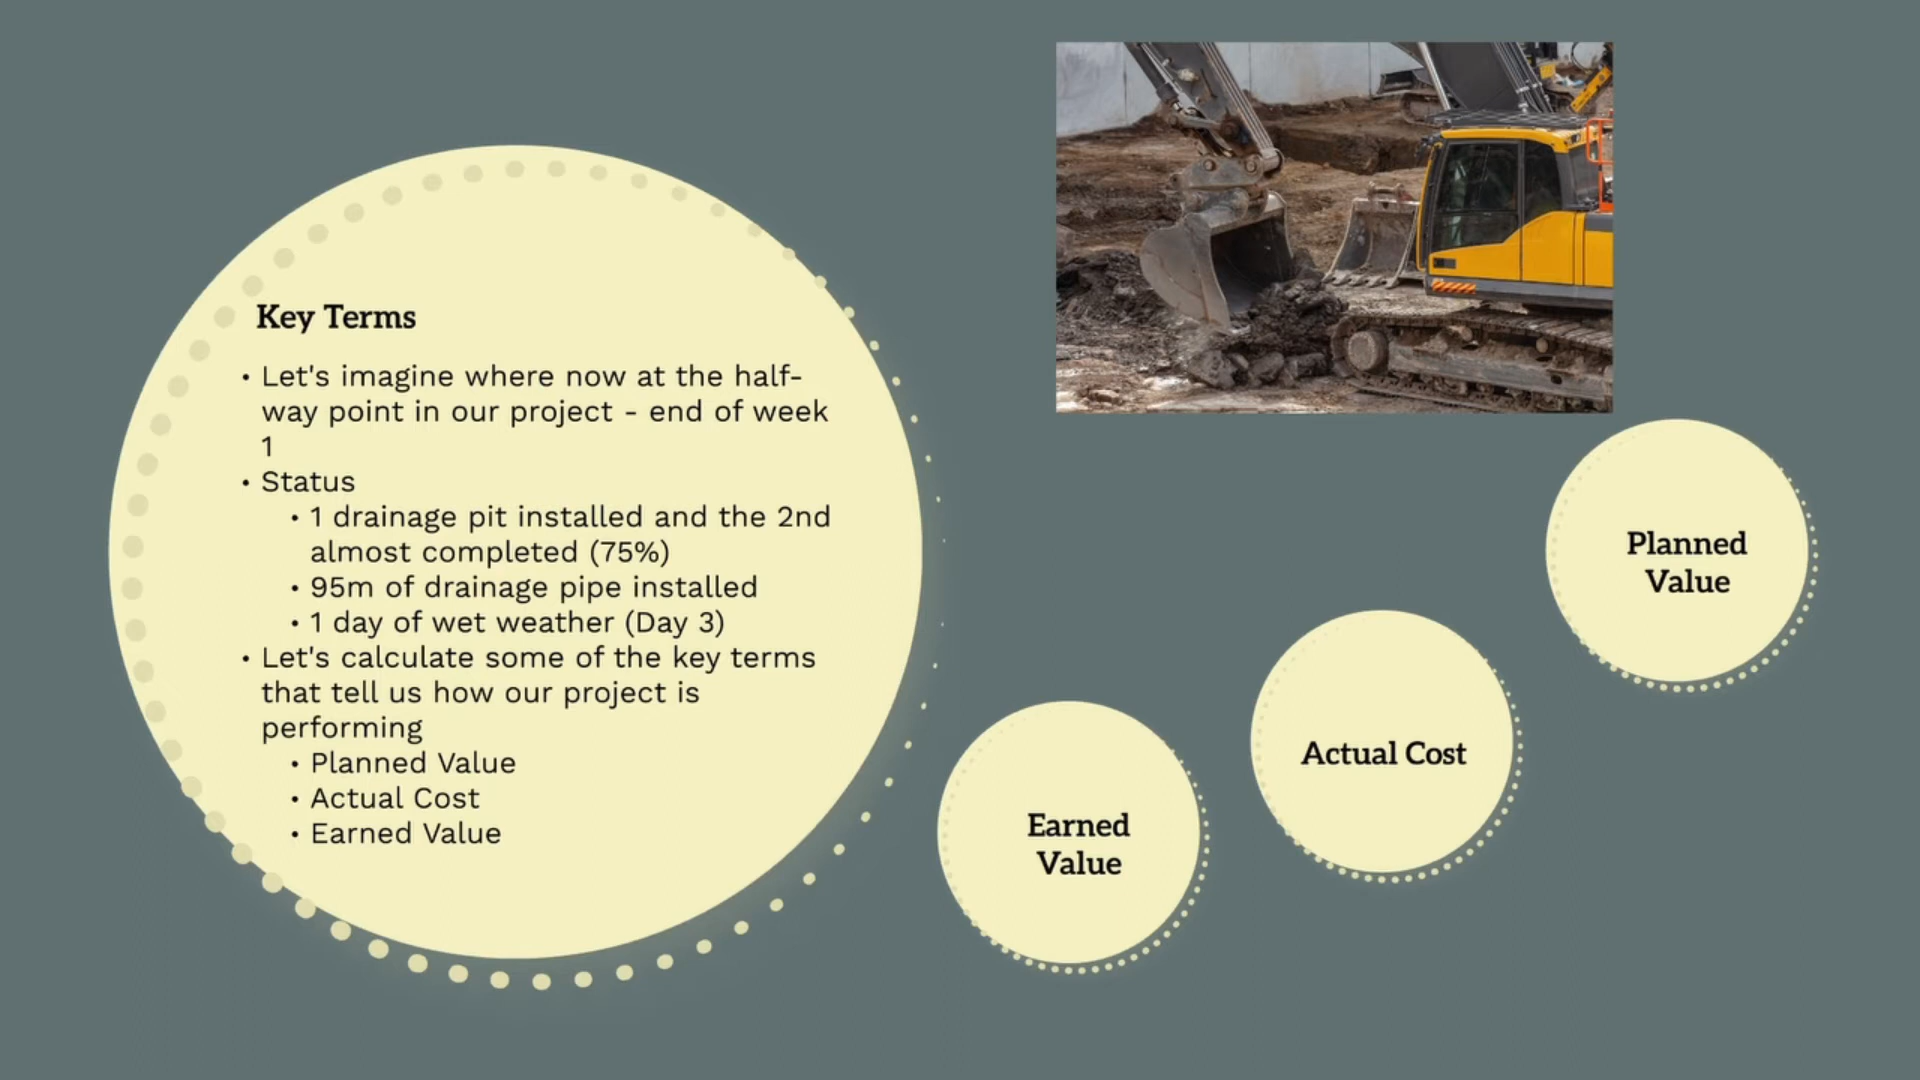 Key Terms
• Let's imagine where now at the half-
way point in our project - end of week
1
• Status
• 1 drainage pit installed and the 2nd
almost completed (75%)
• 95m of drainage pipe installed
• 1 day of wet weather (Day 3)
• Let's calculate some of the key terms
that tell us how our project is
performing
• Planned Value
• Actual Cost
• Earned Value
Earned
Value
Actual Cost
Planned
Value